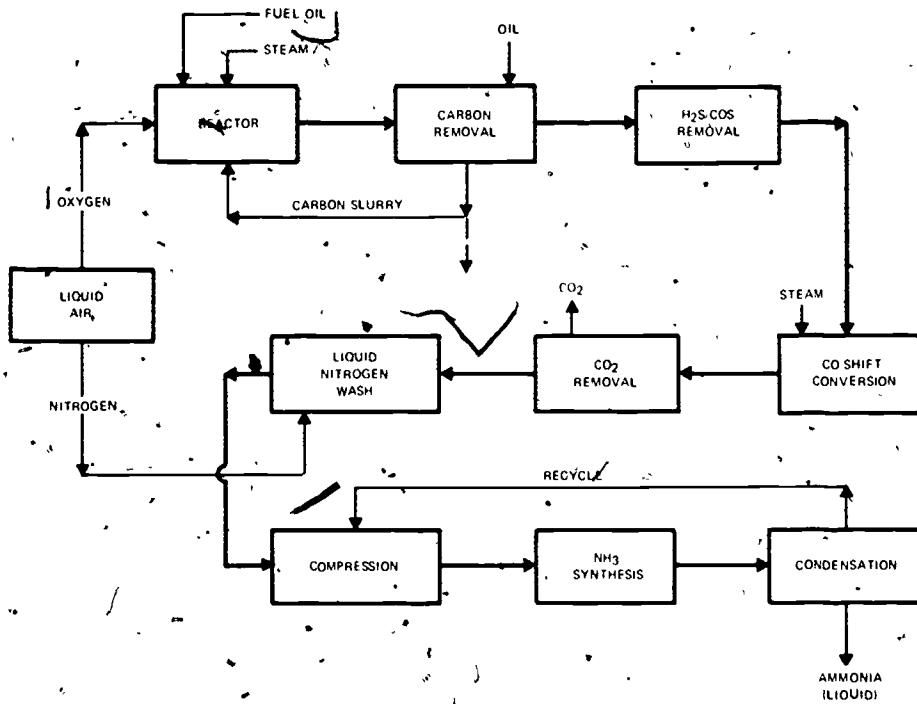 FUEL OIL
STEAM
OIL
REACTOR
CARBON
REMOVAL
H2S/COS
REMOVAL
OXYGEN
CARBON SLURRY
LIQUID
AIR
CO2
STEAM
LIQUID
NITROGEN
WASH
CO2
REMOVAL
CO SHIFT
CONVERSION
NITROGEN
RECYCLE
COMPRESSION
NH3
SYNTHESIS
CONDENSATION
AMMONIA
(LIQUID)